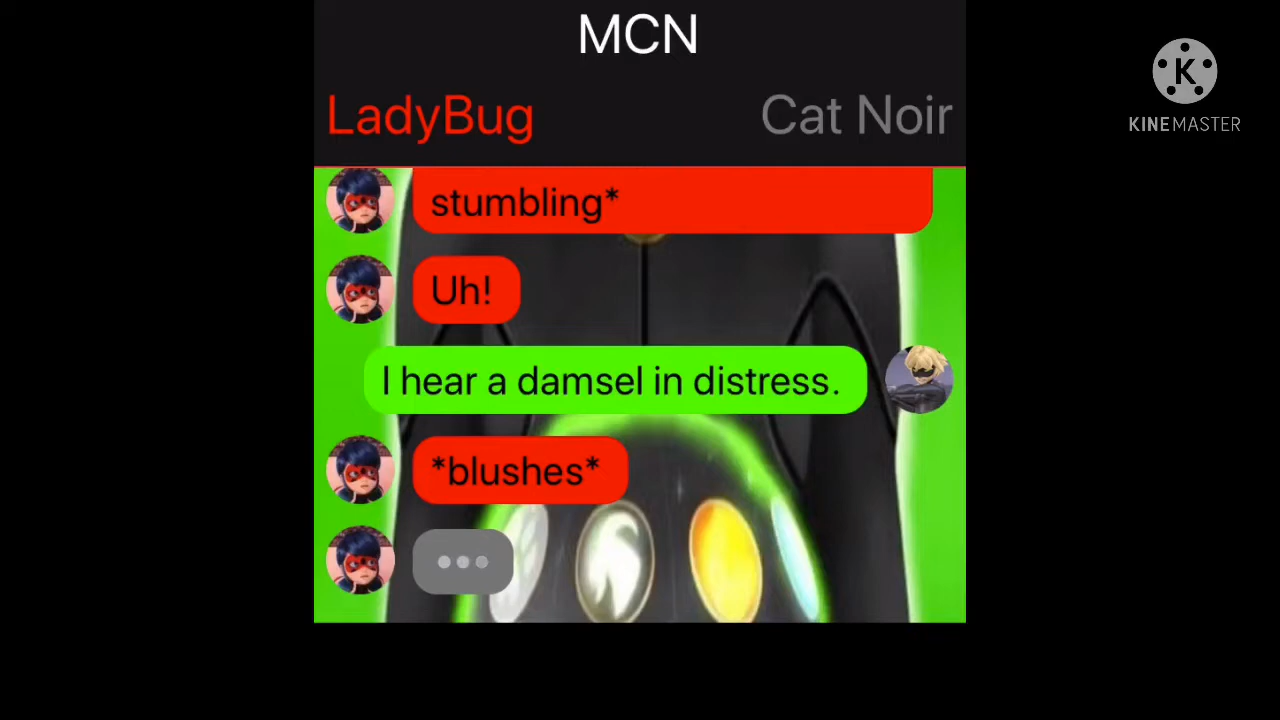 MCN
LadyBug
Cat Noir
K
KINEMASTER
stumbling*
Uh!
I hear a damsel in distress.
*blushes*